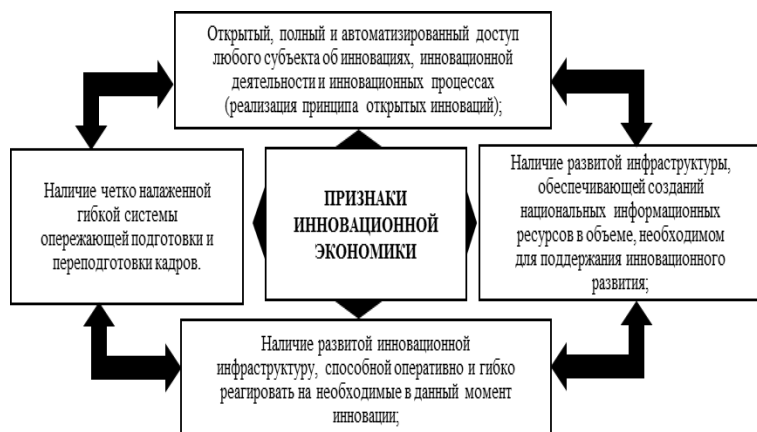 Открытый, полный и автоматизированный доступ
любого субъекта об инновациях, инновационной
деятельности и инновационных процессах
(реализация принципа открытых инноваций);
Наличие четко налаженной
гибкой системы
опережающей подготовки и
переподготовки кадров.
ПРИЗНАКИ
ИННОВАЦИОННОЙ
ЭКОНОМИКИ
Наличие развитой инфраструктуры,
обеспечивающей созданий
национальных информационных
ресурсов в объеме, необходимом
для поддержания инновационного
развития;
Наличие развитой инновационной
инфраструктуру, способной оперативно и гибко
реагировать на необходимые в данный момент
инновации;